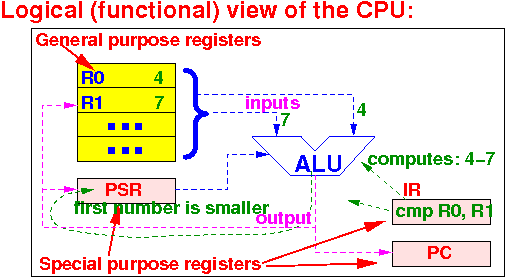 Logical (functional) view of the CPU:
General purpose registers
R0 4
R1 7
inputs
7
4
ALU
computes: 4-7
PSR
IR
first number is smaller
output
cmp R0, R1
PC
Special purpose registers